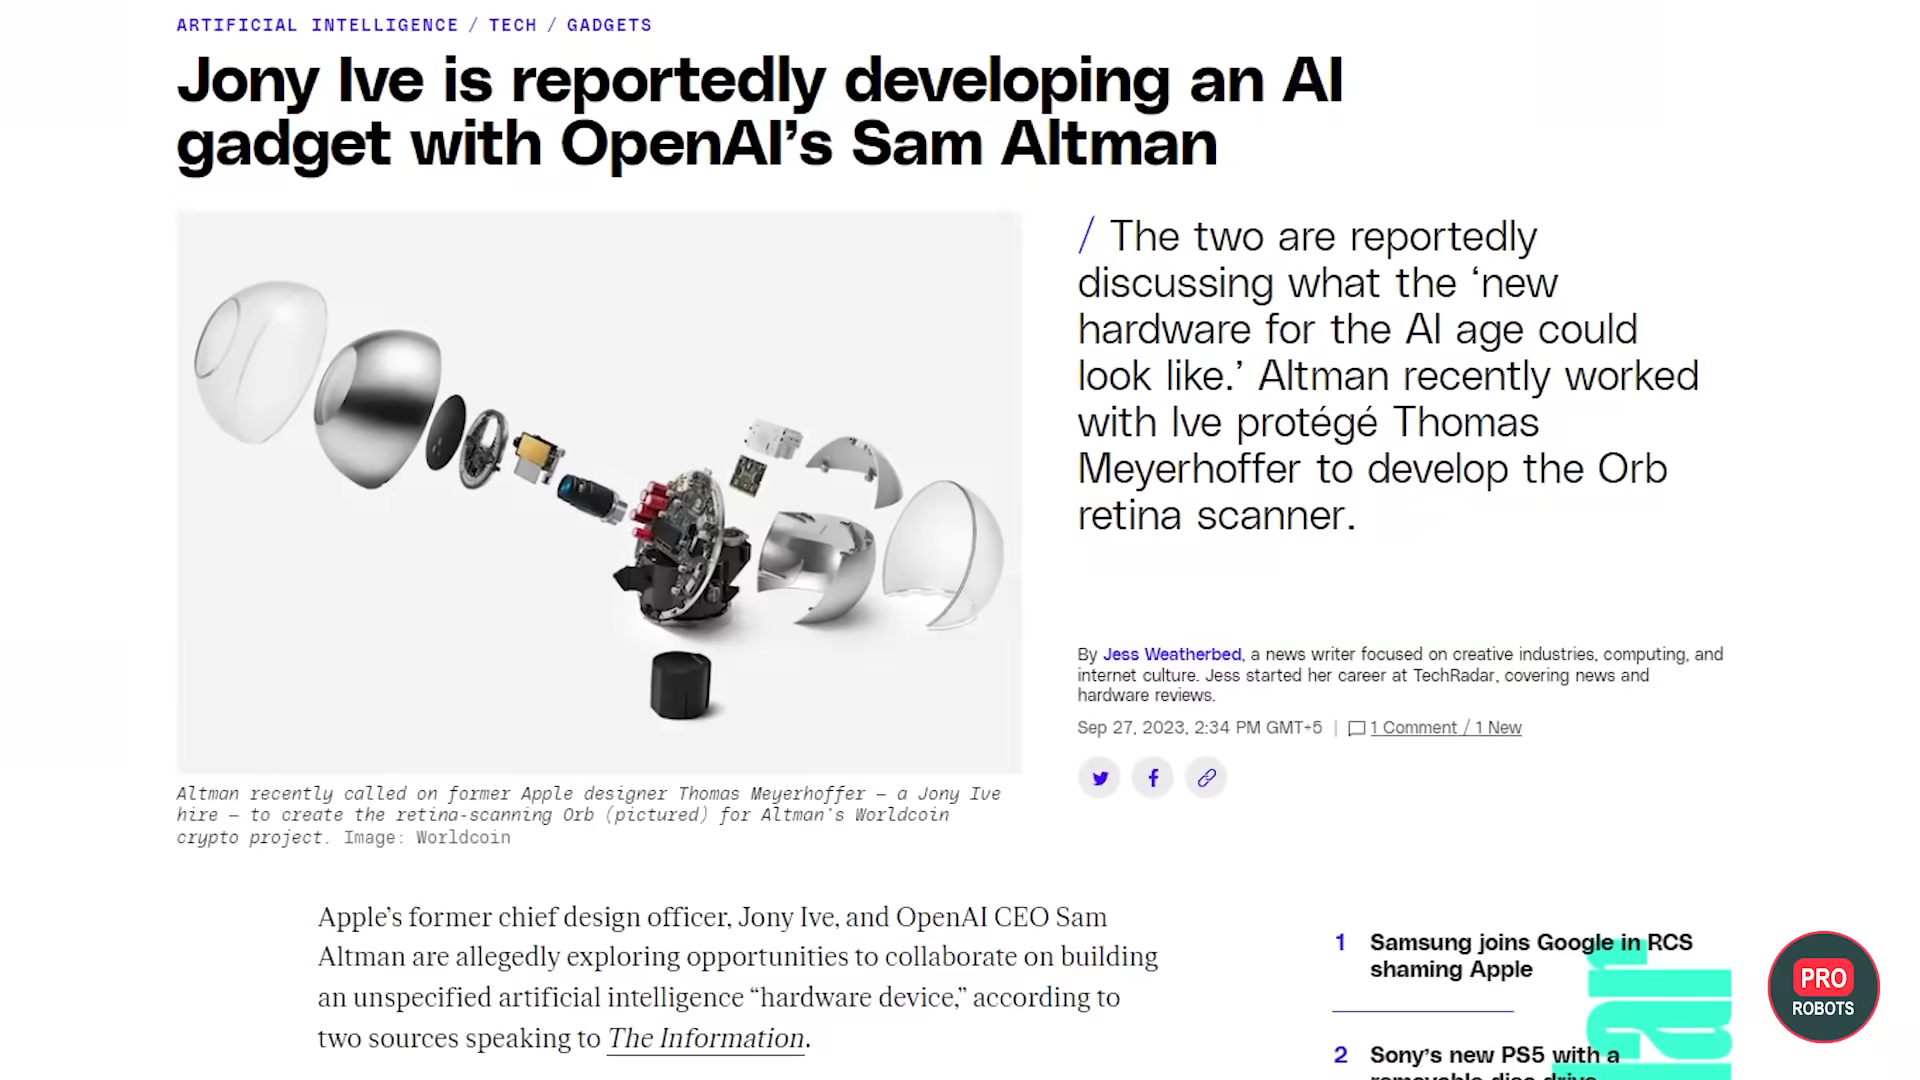 ARTIFICIAL INTELLIGENCE / TECH / GADGETS
Jony Ive is reportedly developing an AI
gadget with OpenAI’s Sam Altman
/ The two are reportedly
discussing what the ‘new
hardware for the AI age could
look like.’ Altman recently worked
with Ive protégé Thomas
Meyerhoffer to develop the Orb
retina scanner.
By Jess Weatherbed, a news writer focused on creative industries, computing, and
internet culture. Jess started her career at TechRadar, covering news and
hardware reviews.
Sep 27, 2023, 2:34 PM GMT+5 | 1 Comment / 1 New
Altman recently called on former Apple designer Thomas Meyerhoffer — a Jony Ive
hire — to create the retina-scanning Orb (pictured) for Altman's Worldcoin
crypto project. Image: Worldcoin
Apple’s former chief design officer, Jony Ive, and OpenAI CEO Sam
Altman are allegedly exploring opportunities to collaborate on building
an unspecified artificial intelligence “hardware device,” according to
two sources speaking to The Information.
1 Samsung joins Google in RCS
shaming Apple
2 Sony’s new PS5 with a
removable disc drive
PRO
ROBOTS